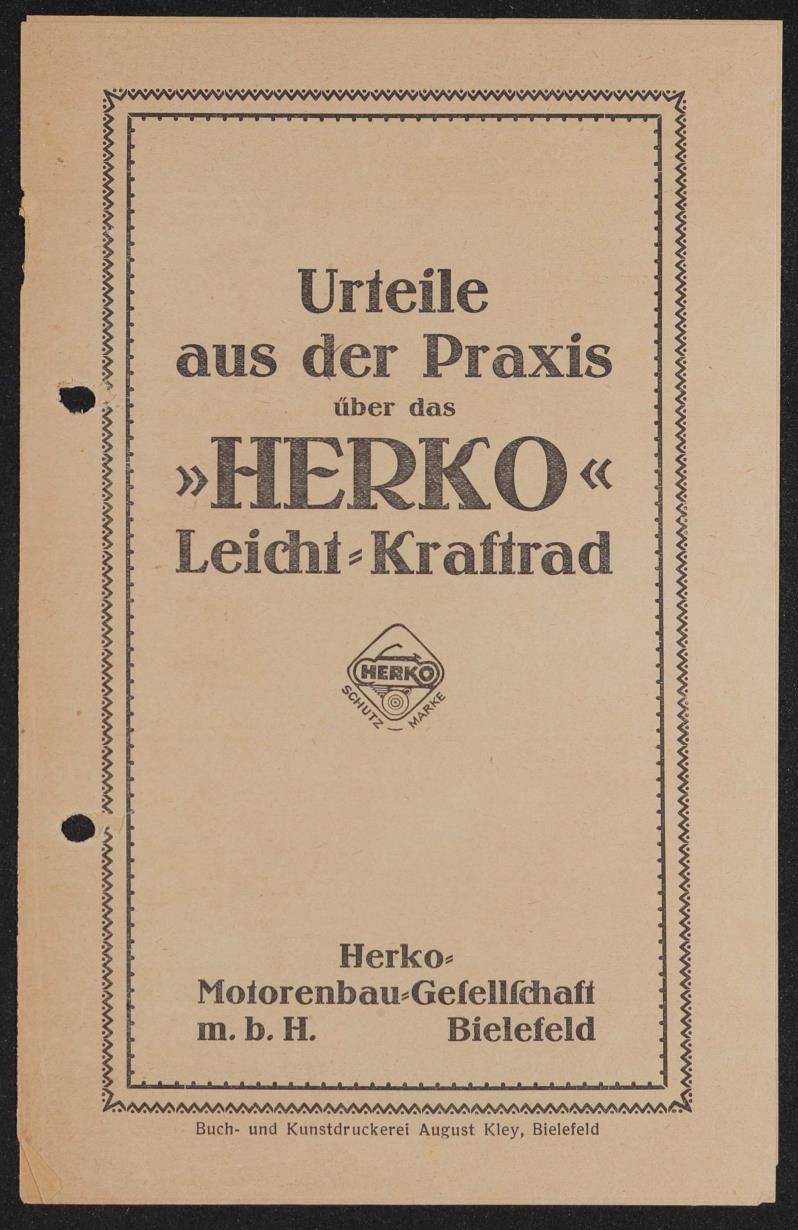 Urteile
aus der Praxis
über das
»HERKO«
Leicht-Kraftrad
HERKO
SCHUTZ — MARKE
Herko-
Motorenbau-Geſellſchaft
m. b. H. Bielefeld
Buch- und Kunstdruckerei August Kley, Bielefeld